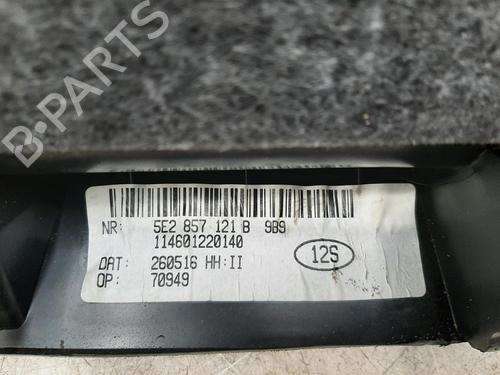 B-PARTS
NR: 5E2 857 121 B 9B9
114601220140
DAT: 260516 HH:II
OP: 70949
12S